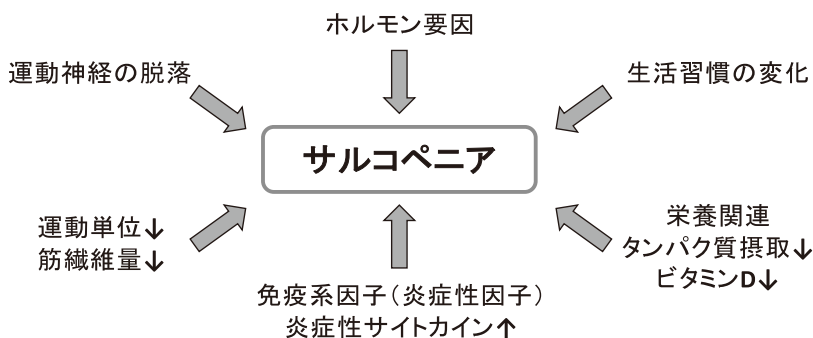 ホルモン要因
運動神経の脱落
生活習慣の変化
サルコペニア
運動単位↓
筋繊維量↓
栄養関連
タンパク質摂取↓
ビタミンD↓
免疫系因子（炎症性因子）
炎症性サイトカイン↑